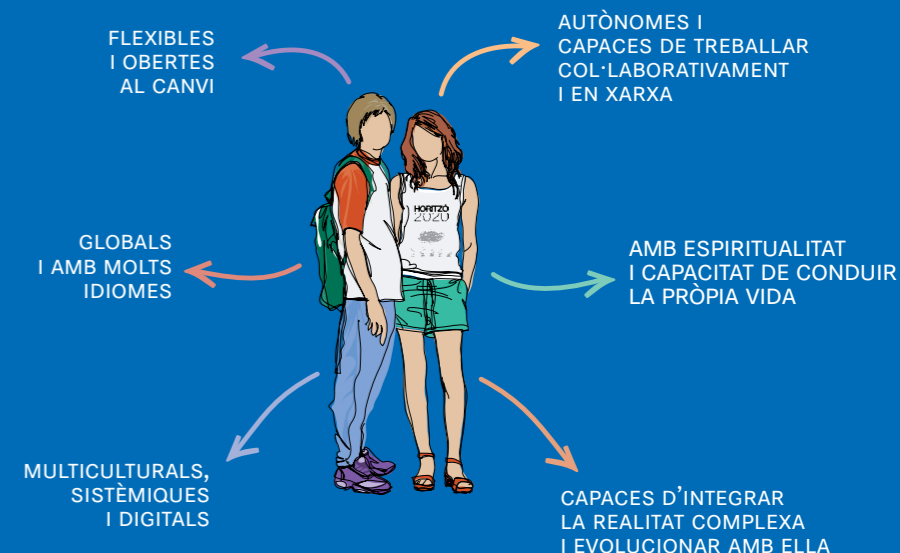 FLEXIBLES
I OBERTES
AL CANVI
AUTÒNOMES I
CAPACES DE TREBALLAR
COL·LABORATIVAMENT
I EN XARXA
HORITZÓ
2020
GLOBALS
I AMB MOLTS
IDIOMES
AMB ESPIRITUALITAT
I CAPACITAT DE CONDUIR
LA PRÒPIA VIDA
MULTICULTURALS,
SISTÈMIQUES
I DIGITALS
CAPACES D'INTEGRAR
LA REALITAT COMPLEXA
I EVOLUCIONAR AMB ELLA